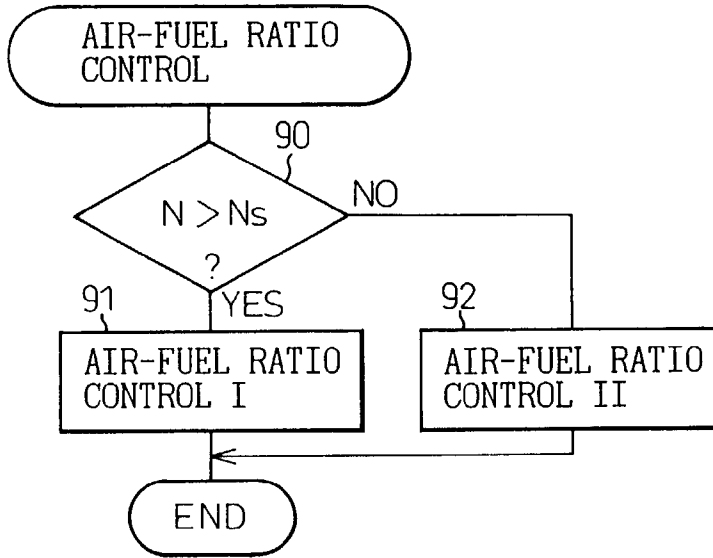 AIR-FUEL RATIO
CONTROL
90
N > Ns
?
NO
YES
91
AIR-FUEL RATIO
CONTROL I
92
AIR-FUEL RATIO
CONTROL II
END